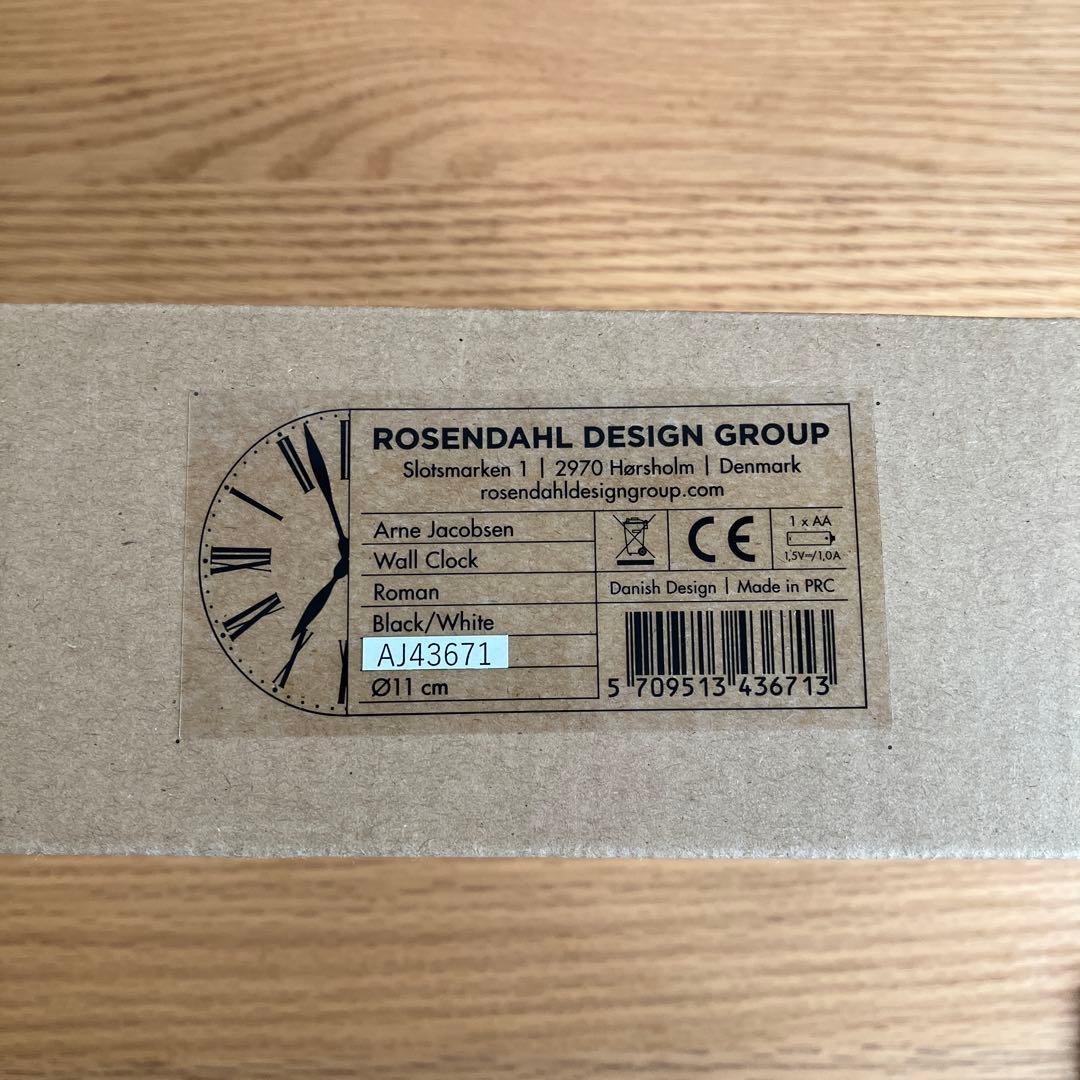 ROSENDAHL DESIGN GROUP
Slotsmarken 1 | 2970 Hørsholm | Denmark
rosendahldesigngroup.com
Arne Jacobsen
Wall Clock
Roman
Black/White
AJ43671
Ø11 cm
CE
1 x AA
1,5V⎓/1,0A
Danish Design | Made in PRC
5 709513 436713